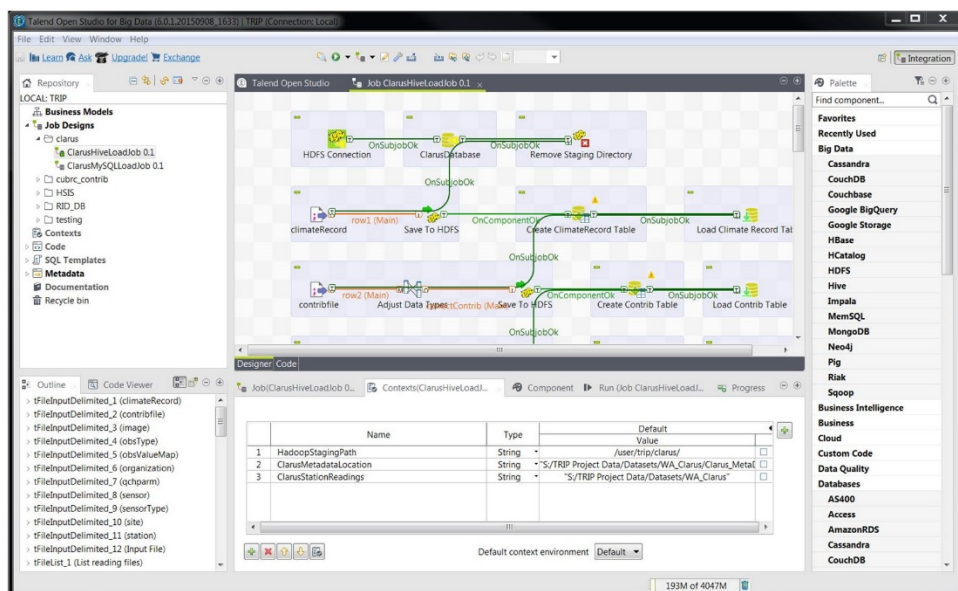 Talend Open Studio for Big Data (6.0.1.20150908_1633) | TRIP (Connection: Local)
File Edit View Window Help
Learn Ask Upgrade! Exchange
Integration
Repository
LOCAL: TRIP
Business Models
Job Designs
clarus
ClarusHiveLoadJob 0.1
ClarusMySQLLoadJob 0.1
cubrc_contrib
HSIS
RID_DB
testing
Contexts
Code
SQL Templates
Metadata
Documentation
Recycle bin
Talend Open Studio Job ClarusHiveLoadJob 0.1
OnSubjobOk OnSubjobOk
HDFS Connection ClarusDatabase Remove Staging Directory
OnSubjobOk
row1 (Main) OnComponentOk OnSubjobOk
climateRecord Save To HDFS Create ClimateRecord Table Load Climate Record Tal
row2 (Main) OnComponentOk OnSubjobOk
contribfile Adjust Data Types (Main) Save To HDFS Create Contrib Table Load Contrib Table
OnSubjobOk
Designer Code
Palette
Find component...
Favorites
Recently Used
Big Data
Cassandra
CouchDB
Couchbase
Google BigQuery
Google Storage
HBase
HCatalog
HDFS
Hive
Impala
MemSQL
MongoDB
Neo4j
Pig
Riak
Sqoop
Business Intelligence
Business
Cloud
Custom Code
Data Quality
Databases
AS400
Access
AmazonRDS
Cassandra
CouchDB
Outline Code Viewer
tFileInputDelimited_1 (climateRecord)
tFileInputDelimited_2 (contribfile)
tFileInputDelimited_3 (image)
tFileInputDelimited_4 (obsType)
tFileInputDelimited_5 (obsValueMap)
tFileInputDelimited_6 (organization)
tFileInputDelimited_7 (qchparm)
tFileInputDelimited_8 (sensor)
tFileInputDelimited_9 (sensorType)
tFileInputDelimited_10 (site)
tFileInputDelimited_11 (station)
tFileInputDelimited_12 (Input File)
tFileList_1 (List reading files)
Job(ClarusHiveLoadJob 0... Contexts(ClarusHiveLoadJ... Component Run (Job ClarusHiveLoadJ... Progress
Name Type Default
Value
1 HadoopStagingPath String /user/trip/clarus/
2 ClarusMetadataLocation String "S:/TRIP Project Data/Datasets/WA_Clarus/Clarus_Metal
3 ClarusStationReadings String "S:/TRIP Project Data/Datasets/WA_Clarus"
Default context environment Default
193M of 4047M